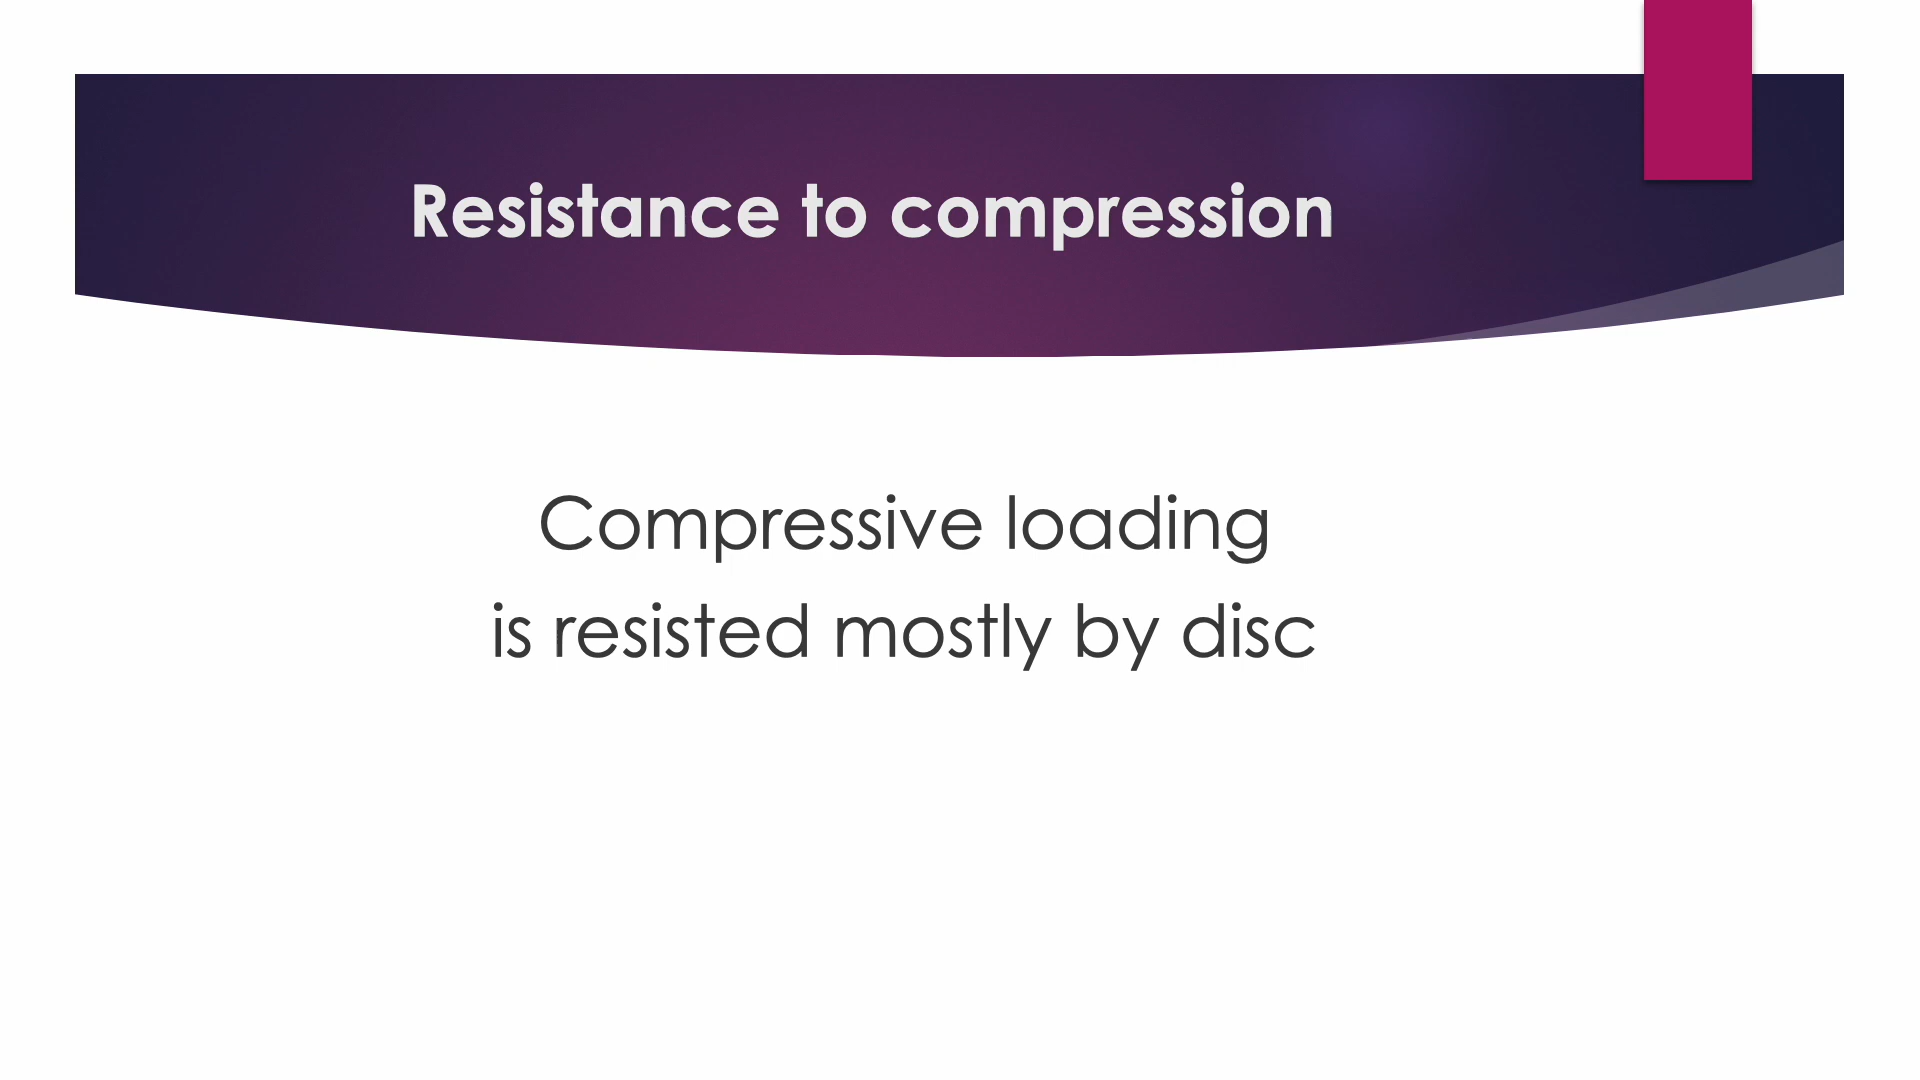 Resistance to compression
Compressive loading
is resisted mostly by disc